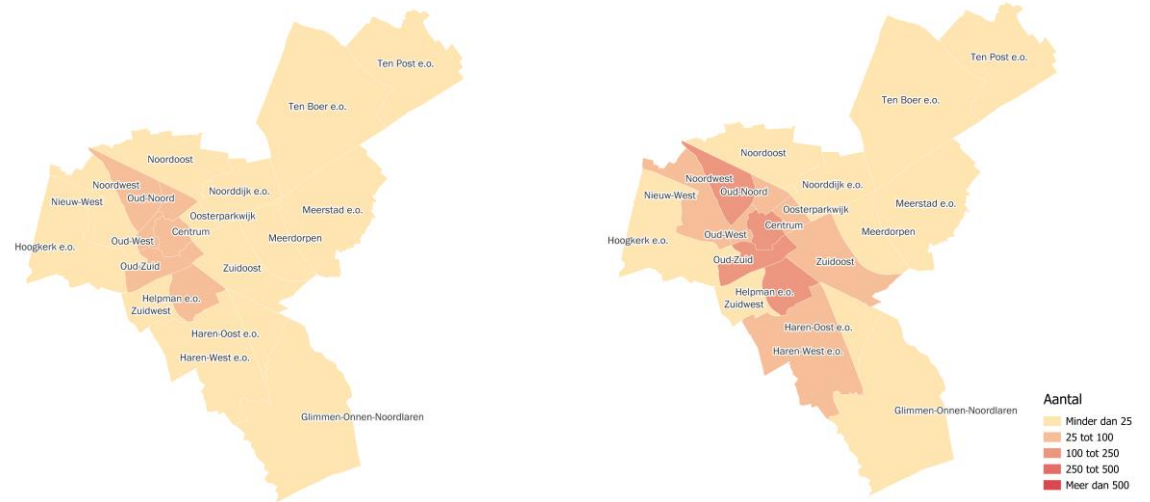 Ten Post e.o.
Ten Boer e.o.
Noordoost
Noordwest
Noorddijk e.o.
Oud-Noord
Nieuw-West
Meerstad e.o.
Oosterparkwijk
Centrum
Meerdorpen
Oud-West
Hoogkerk e.o.
Oud-Zuid
Zuidoost
Helpman e.o.
Zuidwest
Haren-Oost e.o.
Haren-West e.o.
Glimmen-Onnen-Noordlaren
Ten Post e.o.
Ten Boer e.o.
Noordoost
Noordwest
Noorddijk e.o.
Oud-Noord
Nieuw-West
Meerstad e.o.
Oosterparkwijk
Centrum
Meerdorpen
Oud-West
Hoogkerk e.o.
Oud-Zuid
Zuidoost
Helpman e.o.
Zuidwest
Haren-Oost e.o.
Haren-West e.o.
Glimmen-Onnen-Noordlaren
Aantal
Minder dan 25
25 tot 100
100 tot 250
250 tot 500
Meer dan 500